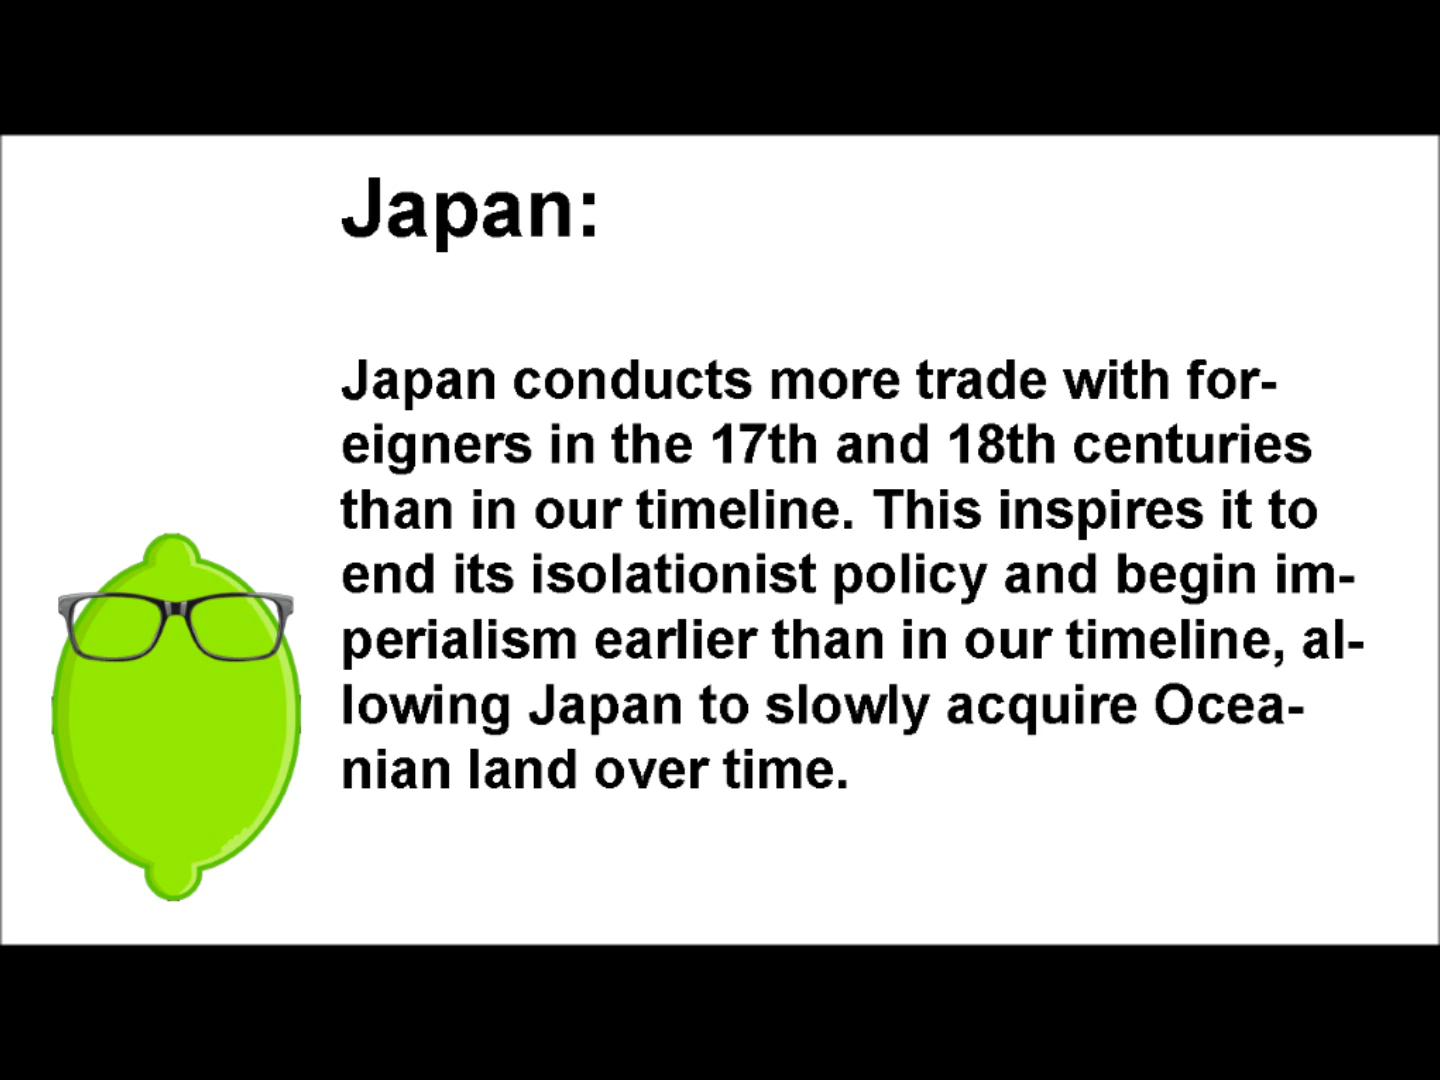 Japan:
Japan conducts more trade with for-
eigners in the 17th and 18th centuries
than in our timeline. This inspires it to
end its isolationist policy and begin im-
perialism earlier than in our timeline, al-
lowing Japan to slowly acquire Ocea-
nian land over time.